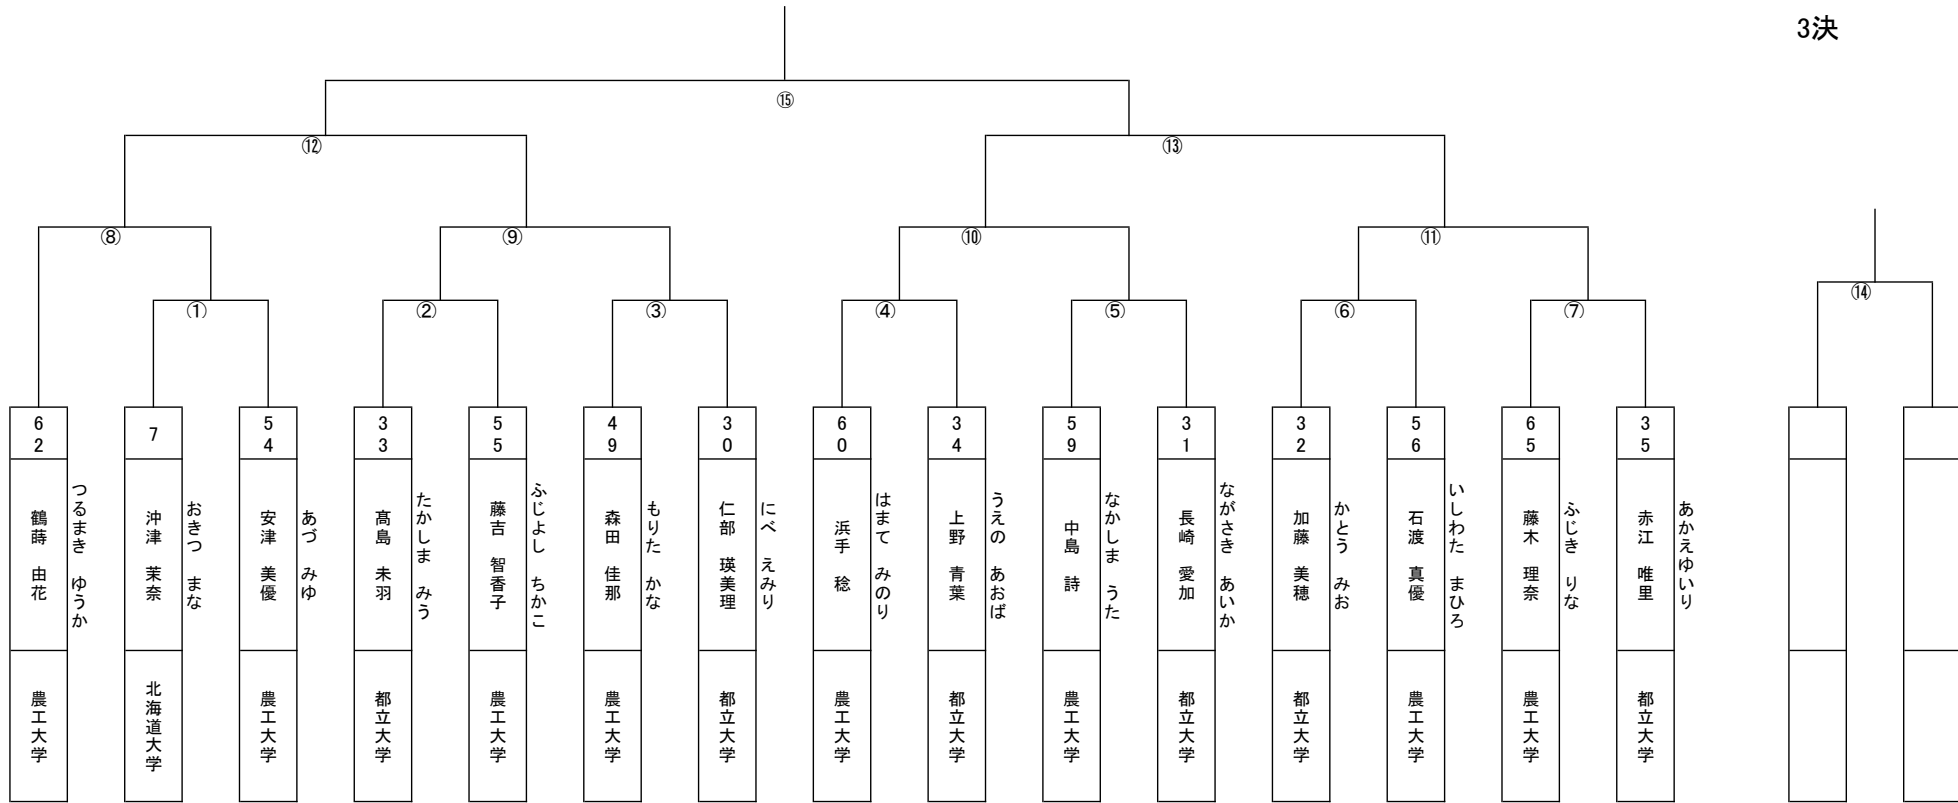 3決
⑮
⑫
⑬
⑧
⑨
⑩
⑪
⑭
①
②
③
④
⑤
⑥
⑦
62
鶴蒔 由花
つるまき ゆうか
農工大学
7
沖津 茉奈
おきつ まな
北海道大学
54
安津 美優
あづ みゆ
農工大学
33
髙島 未羽
たかしま みう
都立大学
55
藤吉 智香子
ふじよし ちかこ
農工大学
49
森田 佳那
もりた かな
農工大学
30
仁部 瑛美理
にべ えみり
都立大学
60
浜手 稔
はまて みのり
農工大学
34
上野 青葉
うえの あおば
都立大学
59
中島 詩
なかしま うた
農工大学
31
長崎 愛加
ながさき あいか
都立大学
32
加藤 美穂
かとう みお
都立大学
56
石渡 真優
いしわた まひろ
農工大学
65
藤木 理奈
ふじき りな
農工大学
35
赤江 唯里
あかえゆいり
都立大学